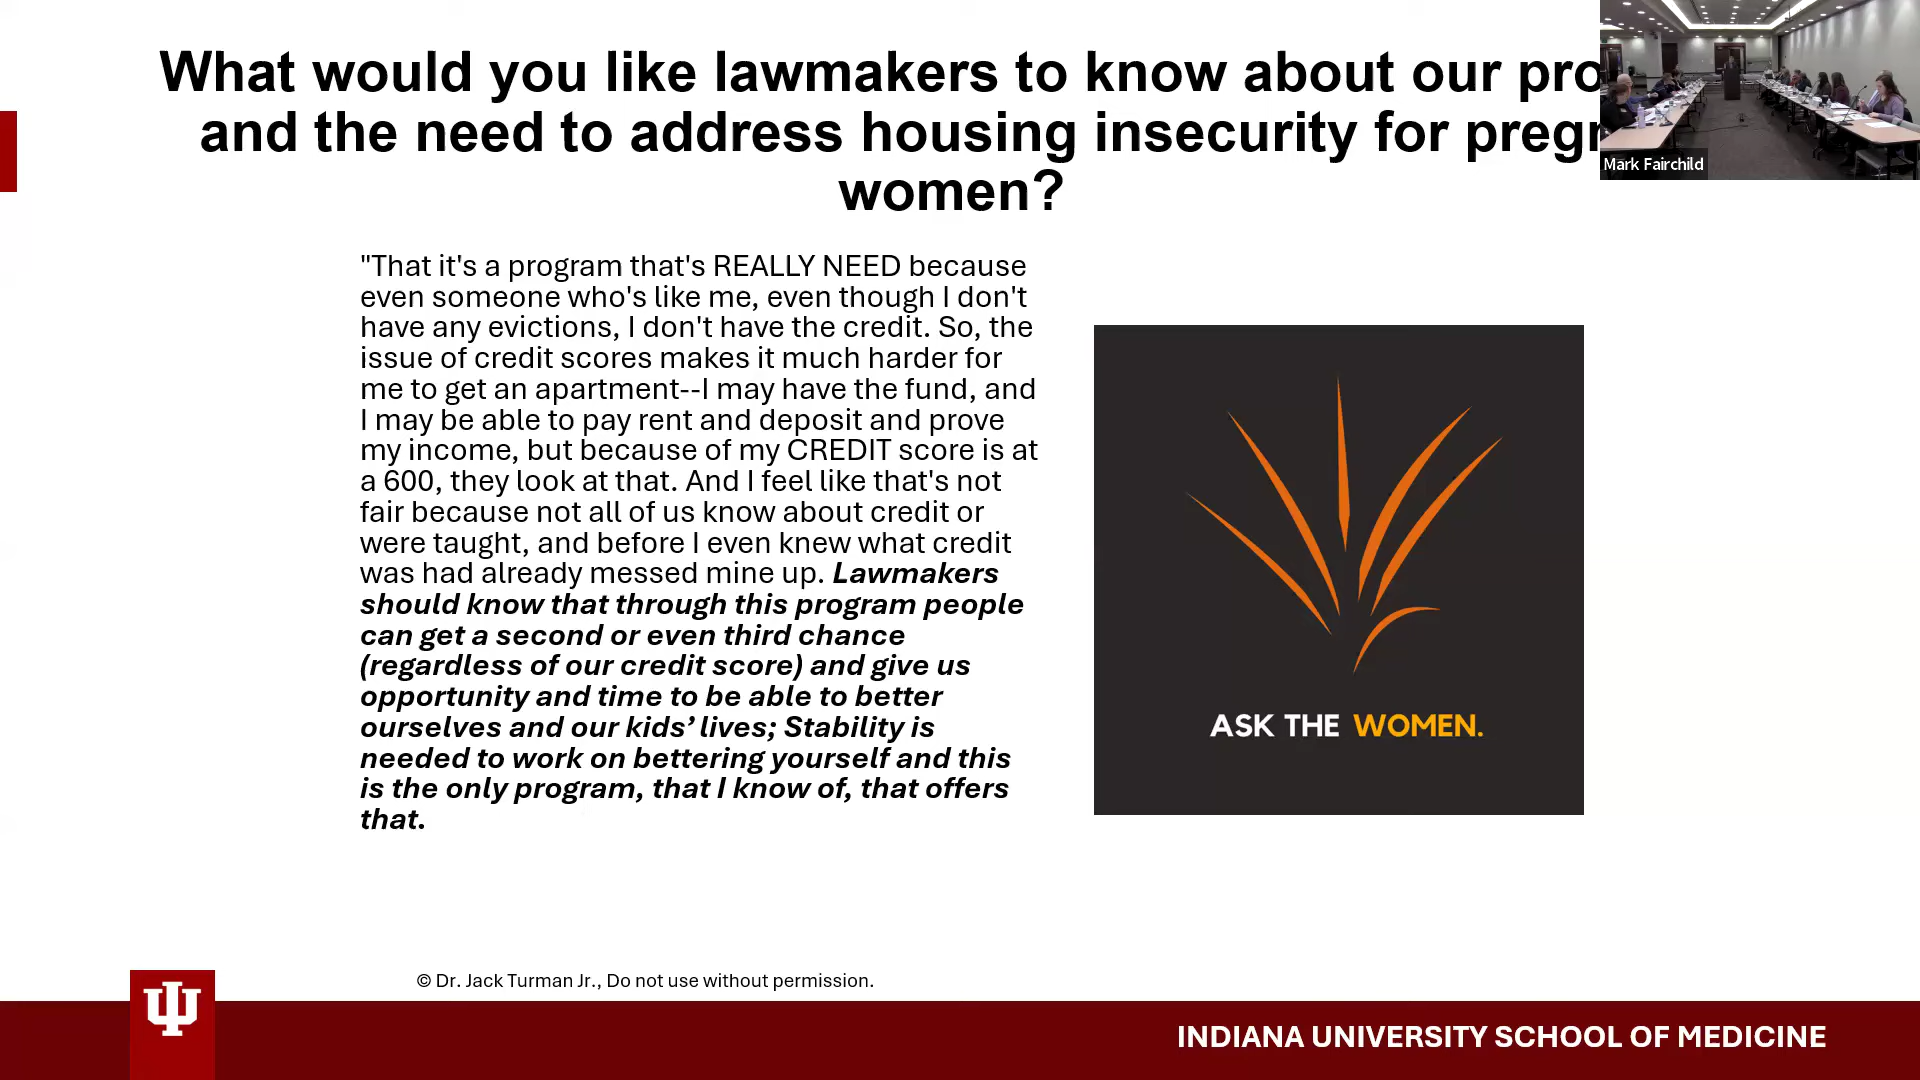 What would you like lawmakers to know about our pro
and the need to address housing insecurity for pregn
women?
Mark Fairchild
"That it's a program that's REALLY NEED because
even someone who's like me, even though I don't
have any evictions, I don't have the credit. So, the
issue of credit scores makes it much harder for
me to get an apartment--I may have the fund, and
I may be able to pay rent and deposit and prove
my income, but because of my CREDIT score is at
a 600, they look at that. And I feel like that's not
fair because not all of us know about credit or
were taught, and before I even knew what credit
was had already messed mine up. Lawmakers
should know that through this program people
can get a second or even third chance
(regardless of our credit score) and give us
opportunity and time to be able to better
ourselves and our kids’ lives; Stability is
needed to work on bettering yourself and this
is the only program, that I know of, that offers
that.
ASK THE WOMEN.
© Dr. Jack Turman Jr., Do not use without permission.
INDIANA UNIVERSITY SCHOOL OF MEDICINE